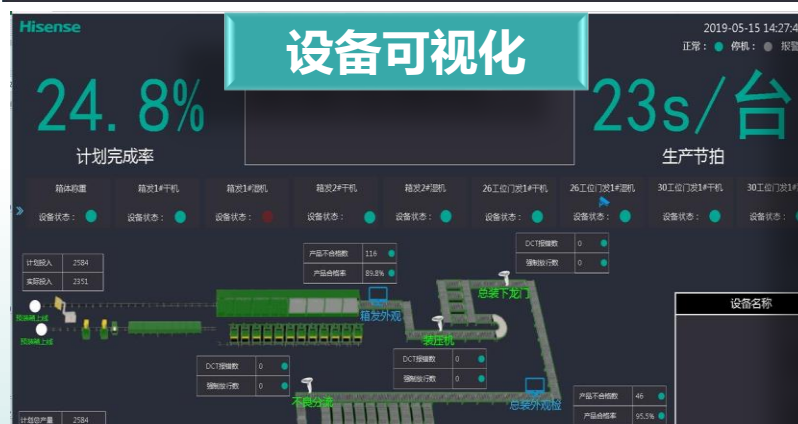 Hisense
设备可视化
2019-05-15 14:27:4
正常： 停机： 报警
24.8%
计划完成率
23s/台
生产节拍
箱体称重 箱发1#干机 箱发1#湿机 箱发2#干机 箱发2#湿机 26工位门发1#干机 26工位门发1#湿机 30工位门发1#干机 30工位门发1#
设备状态： 设备状态： 设备状态： 设备状态： 设备状态： 设备状态： 设备状态： 设备状态： 设备状态：
DCT报错数 0
强制放行数 0
产品不合格数 116
产品合格率 89.8%
计划投入 2584
实际投入 2351
总装下龙门
设备名称
预装箱上线
箱发外观
预装箱上线
装压机
DCT报错数 0
强制放行数 0
DCT报错数 0
强制放行数 0
不良分流
总装外观检
产品不合格数 46
产品合格率 95.5%
计划总产量 2584